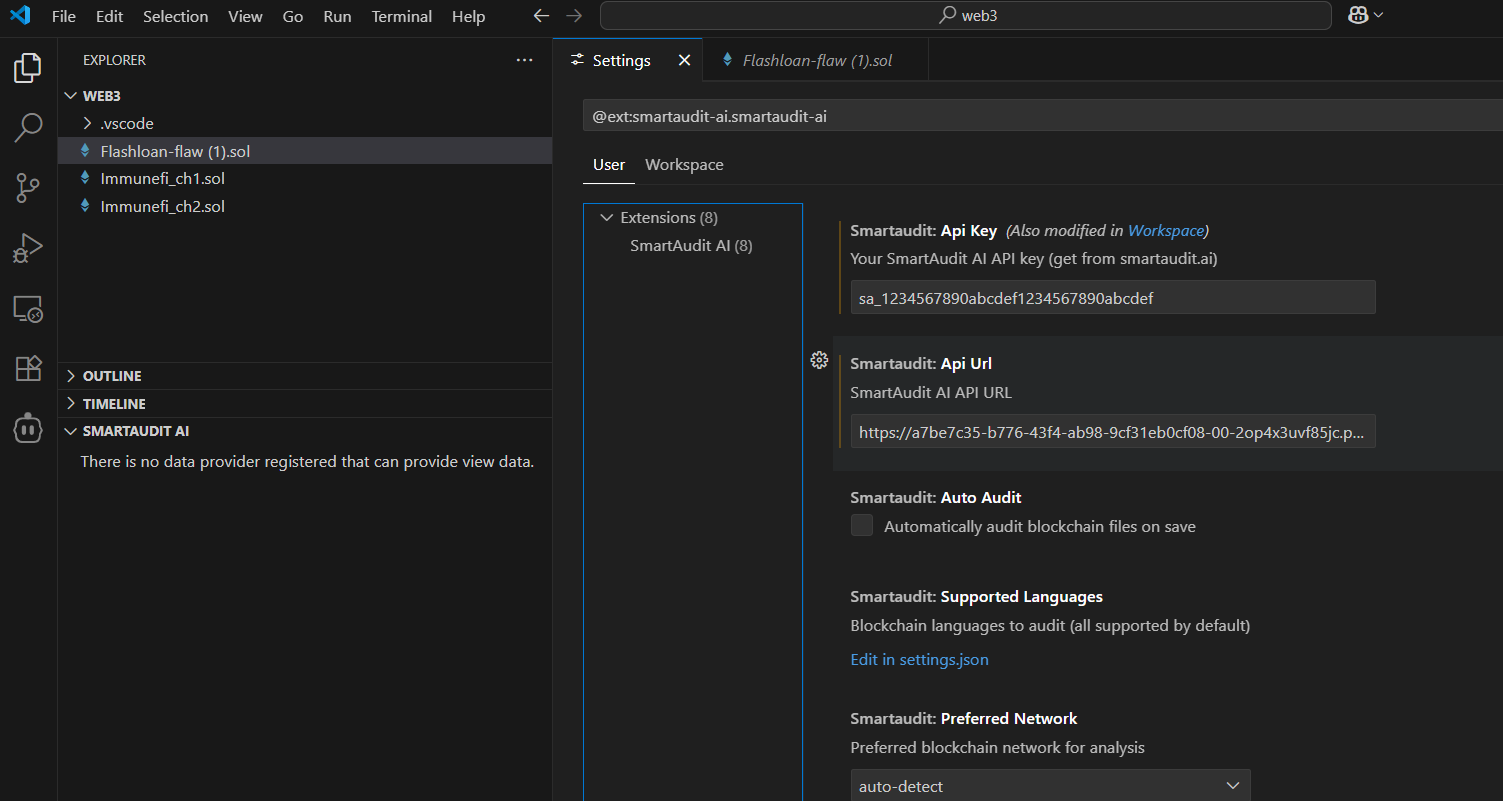 File Edit Selection View Go Run Terminal Help
web3
EXPLORER
WEB3
.vscode
Flashloan-flaw (1).sol
Immunefi_ch1.sol
Immunefi_ch2.sol
OUTLINE
TIMELINE
SMARTAUDIT AI
There is no data provider registered that can provide view data.
Settings
Flashloan-flaw (1).sol
@ext:smartaudit-ai.smartaudit-ai
User Workspace
Extensions (8)
SmartAudit AI (8)
Smartaudit: Api Key (Also modified in Workspace)
Your SmartAudit AI API key (get from smartaudit.ai)
sa_1234567890abcdef1234567890abcdef
Smartaudit: Api Url
SmartAudit AI API URL
https://a7be7c35-b776-43f4-ab98-9cf31eb0cf08-00-2op4x3uvf85jc.p...
Smartaudit: Auto Audit
Automatically audit blockchain files on save
Smartaudit: Supported Languages
Blockchain languages to audit (all supported by default)
Edit in settings.json
Smartaudit: Preferred Network
Preferred blockchain network for analysis
auto-detect